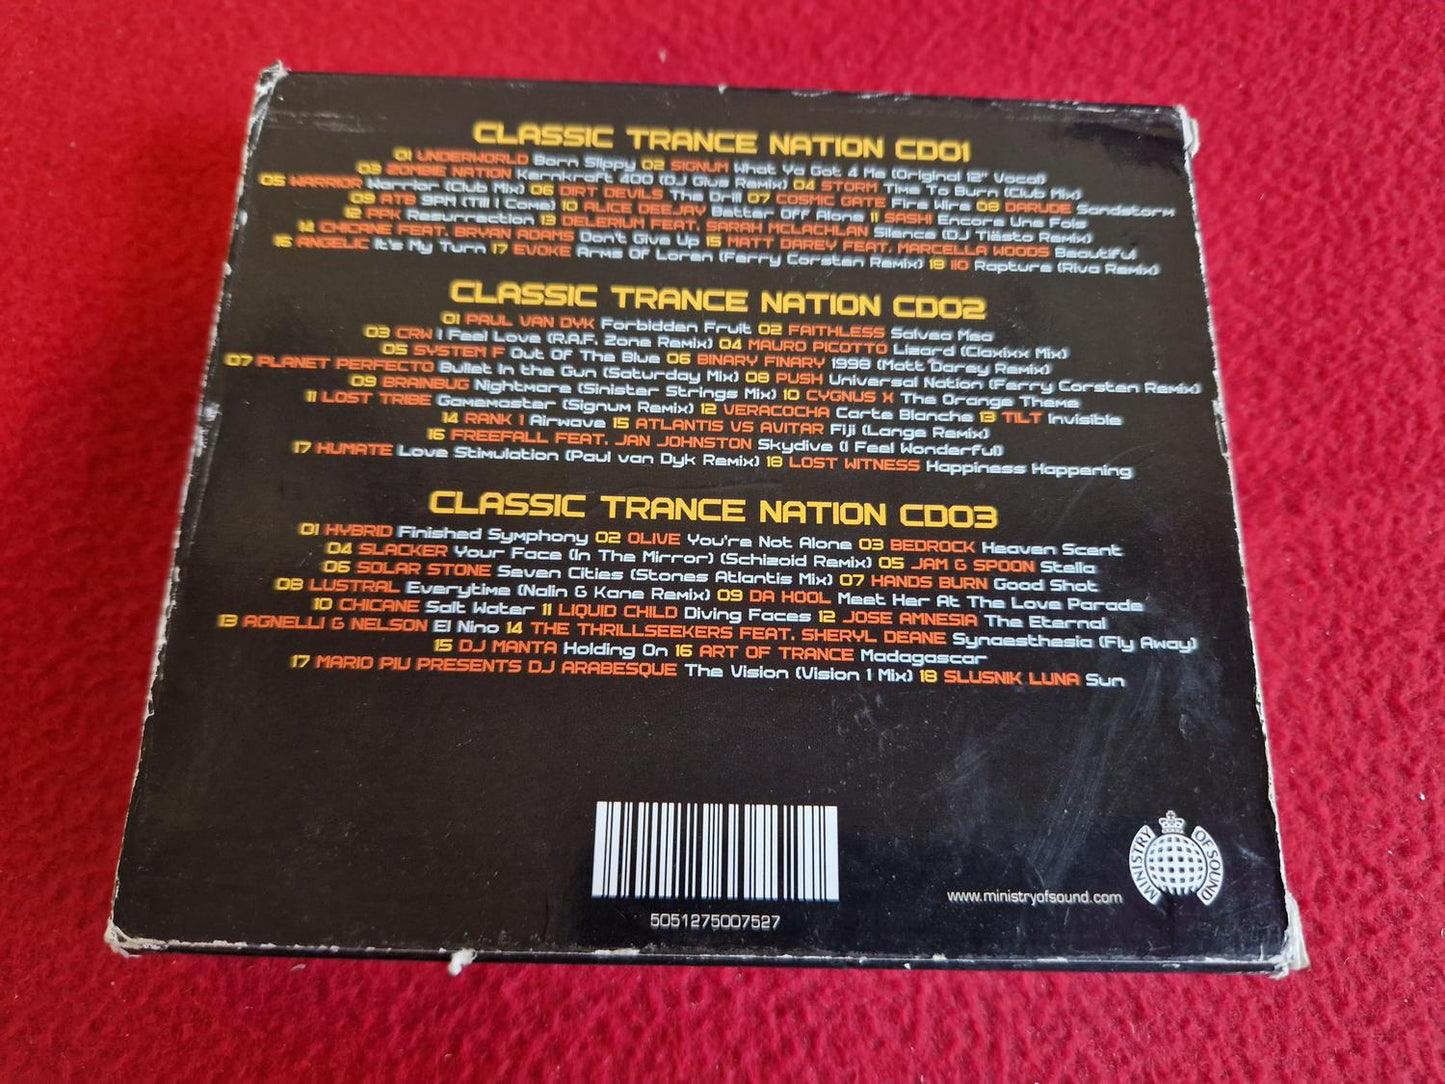 CLASSIC TRANCE NATION CD01
01 UNDERWORLD Born Slippy 02 SIGNUM What Ya Got 4 Me (Original 12" Vocal)
03 ZOMBIE NATION Kernkraft 400 (DJ Gius Remix) 04 STORM Time To Burn (Club Mix)
05 WARRIOR Warrior (Club Mix) 06 DIRT DEVILS The Drill 07 COSMIC GATE Fire Wire 08 DARUDE Sandstorm
09 ATB 9PM (Till I Come) 10 ALICE DEEJAY Better Off Alone 11 SASH! Encore Une Fois
12 PPK Resurrection 13 DELERIUM FEAT. SARAH MCLACHLAN Silence (DJ Tiësto Remix)
14 CHICANE FEAT. BRYAN ADAMS Don't Give Up 15 MATT DAREY FEAT. MARCELLA WOODS Beautiful
16 ANGELIC It's My Turn 17 EVOKE Arms Of Loren (Ferry Corsten Remix) 18 IIO Rapture (Riva Remix)
CLASSIC TRANCE NATION CD02
01 PAUL VAN DYK Forbidden Fruit 02 FAITHLESS Salvea Mea
03 CRW I Feel Love (R.A.F. Zone Remix) 04 MAURO PICOTTO Lizard (Claxixx Mix)
05 SYSTEM F Out Of The Blue 06 BINARY FINARY 1998 (Matt Darey Remix)
07 PLANET PERFECTO Bullet In the Gun (Saturday Mix) 08 PUSH Universal Nation (Ferry Corsten Remix)
09 BRAINBUG Nightmare (Sinister Strings Mix) 10 CYGNUS X The Orange Theme
11 LOST TRIBE Gamemaster (Signum Remix) 12 VERACOCHA Carte Blanche 13 TILT Invisible
14 RANK 1 Airwave 15 ATLANTIS VS AVITAR Fiji (Lange Remix)
16 FREEFALL FEAT. JAN JOHNSTON Skydive (I Feel Wonderful)
17 HUMATE Love Stimulation (Paul van Dyk Remix) 18 LOST WITNESS Happiness Happening
CLASSIC TRANCE NATION CD03
01 HYBRID Finished Symphony 02 OLIVE You're Not Alone 03 BEDROCK Heaven Scent
04 SLACKER Your Face (In The Mirror) (Schizoid Remix) 05 JAM & SPOON Stella
06 SOLAR STONE Seven Cities (Stones Atlantis Mix) 07 HANDS BURN Good Shot
08 LUSTRAL Everytime (Nalin & Kane Remix) 09 DA HOOL Meet Her At The Love Parade
10 CHICANE Salt Water 11 LIQUID CHILD Diving Faces 12 JOSE AMNESIA The Eternal
13 AGNELLI & NELSON El Nino 14 THE THRILLSEEKERS FEAT. SHERYL DEANE Synaesthesia (Fly Away)
15 DJ MANTA Holding On 16 ART OF TRANCE Madagascar
17 MARIO PIU PRESENTS DJ ARABESQUE The Vision (Vision 1 Mix) 18 SLUSNIK LUNA Sun
5051275007527
www.ministryofsound.com
MINISTRY OF SOUND